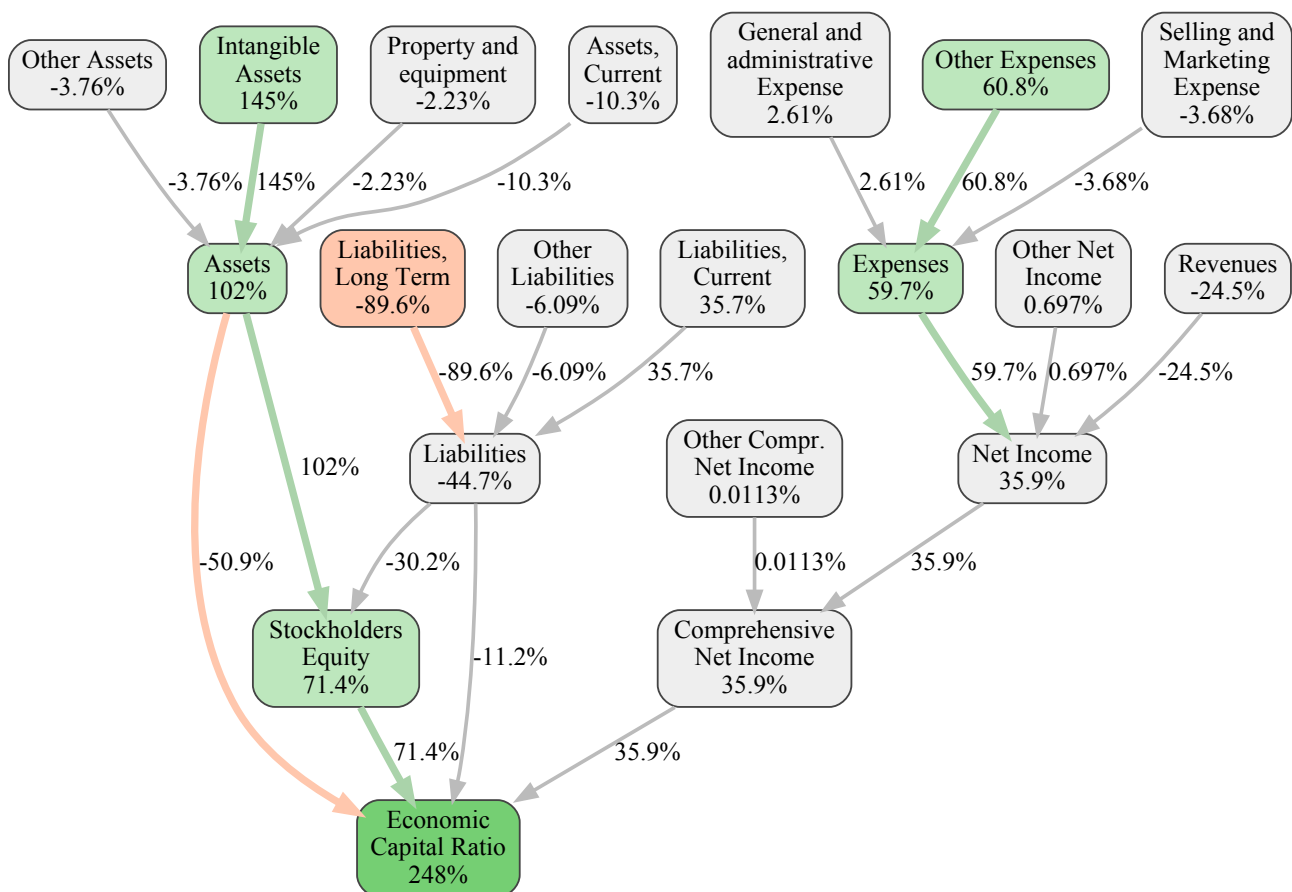 Other Assets
-3.76%
Intangible
Assets
145%
Property and
equipment
-2.23%
Assets,
Current
-10.3%
General and
administrative
Expense
2.61%
Other Expenses
60.8%
Selling and
Marketing
Expense
-3.68%
-3.76%
145%
-2.23%
-10.3%
2.61%
60.8%
-3.68%
Assets
102%
Liabilities,
Long Term
-89.6%
Other
Liabilities
-6.09%
Liabilities,
Current
35.7%
Expenses
59.7%
Other Net
Income
0.697%
Revenues
-24.5%
-89.6%
-6.09%
35.7%
59.7%
0.697%
-24.5%
102%
Liabilities
-44.7%
Other Compr.
Net Income
0.0113%
Net Income
35.9%
-50.9%
-30.2%
0.0113%
35.9%
Stockholders
Equity
71.4%
-11.2%
Comprehensive
Net Income
35.9%
71.4%
35.9%
Economic
Capital Ratio
248%